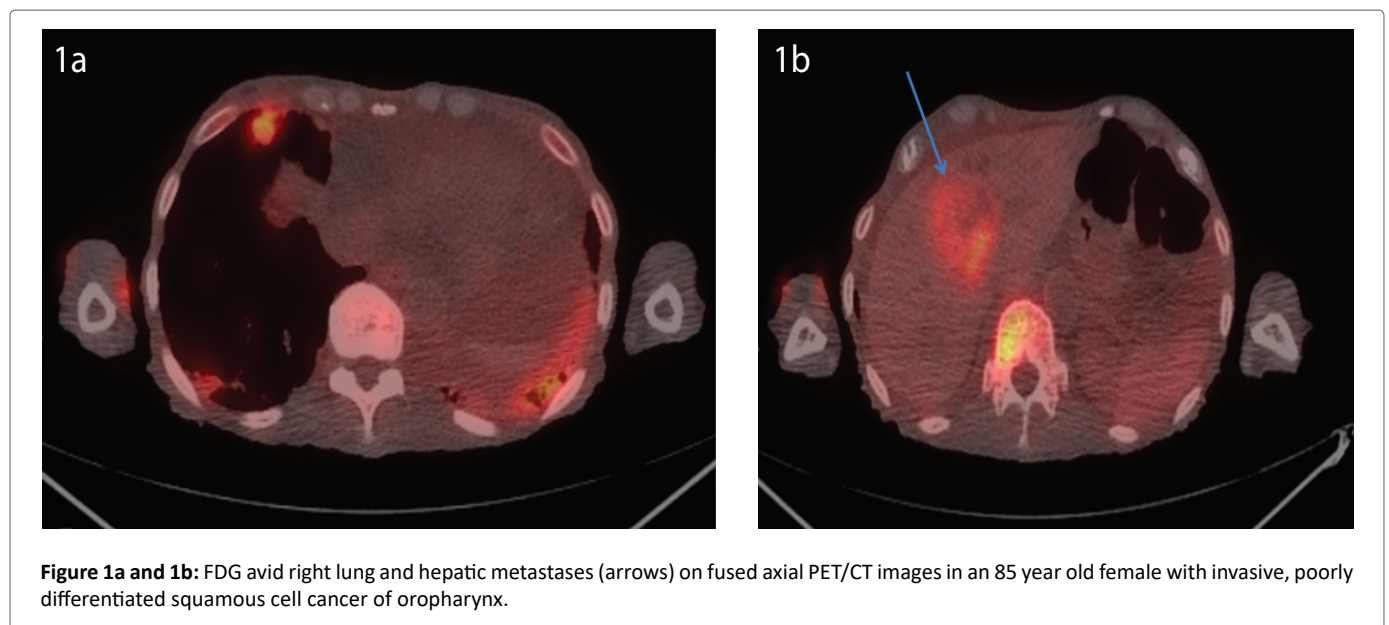 1a
1b
Figure 1a and 1b: FDG avid right lung and hepatic metastases (arrows) on fused axial PET/CT images in an 85 year old female with invasive, poorly
differentiated squamous cell cancer of oropharynx.